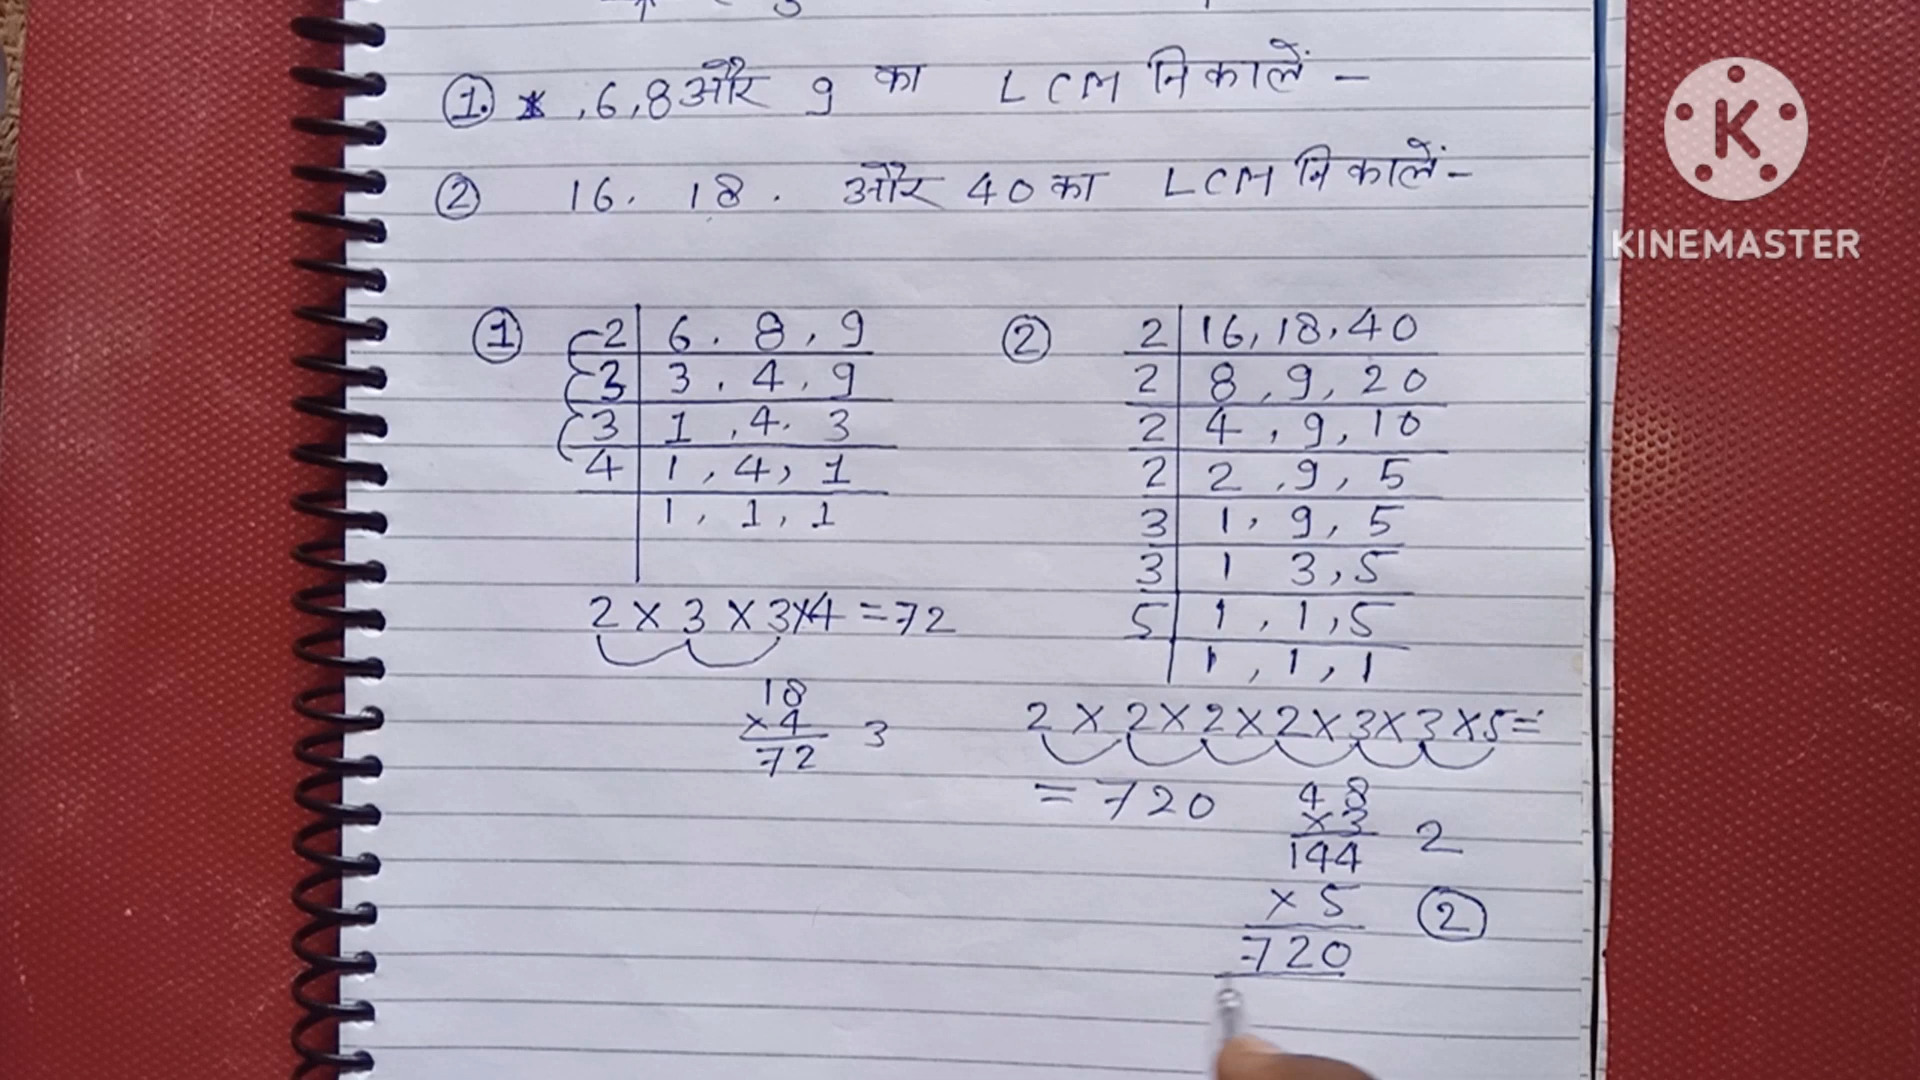 ①. ,6,8 और 9 का LCM निकालें -
② 16. 18. और 40 का LCM निकालें -
K
KINEMASTER
①
2 | 6. 8, 9
3 | 3. 4, 9
3 | 1, 4. 3
4 | 1, 4, 1
1, 1, 1
2 x 3 x 3x4 = 72
18
x 4 3
72
②
2 | 16, 18, 40
2 | 8, 9, 20
2 | 4, 9, 10
2 | 2, 9, 5
3 | 1, 9, 5
3 | 1 3, 5
5 | 1, 1, 5
1, 1, 1
2 x 2 x 2 x 2 x 3 x 3 x 5 =
= 720
48
x 3 2
144
x 5 ②
720